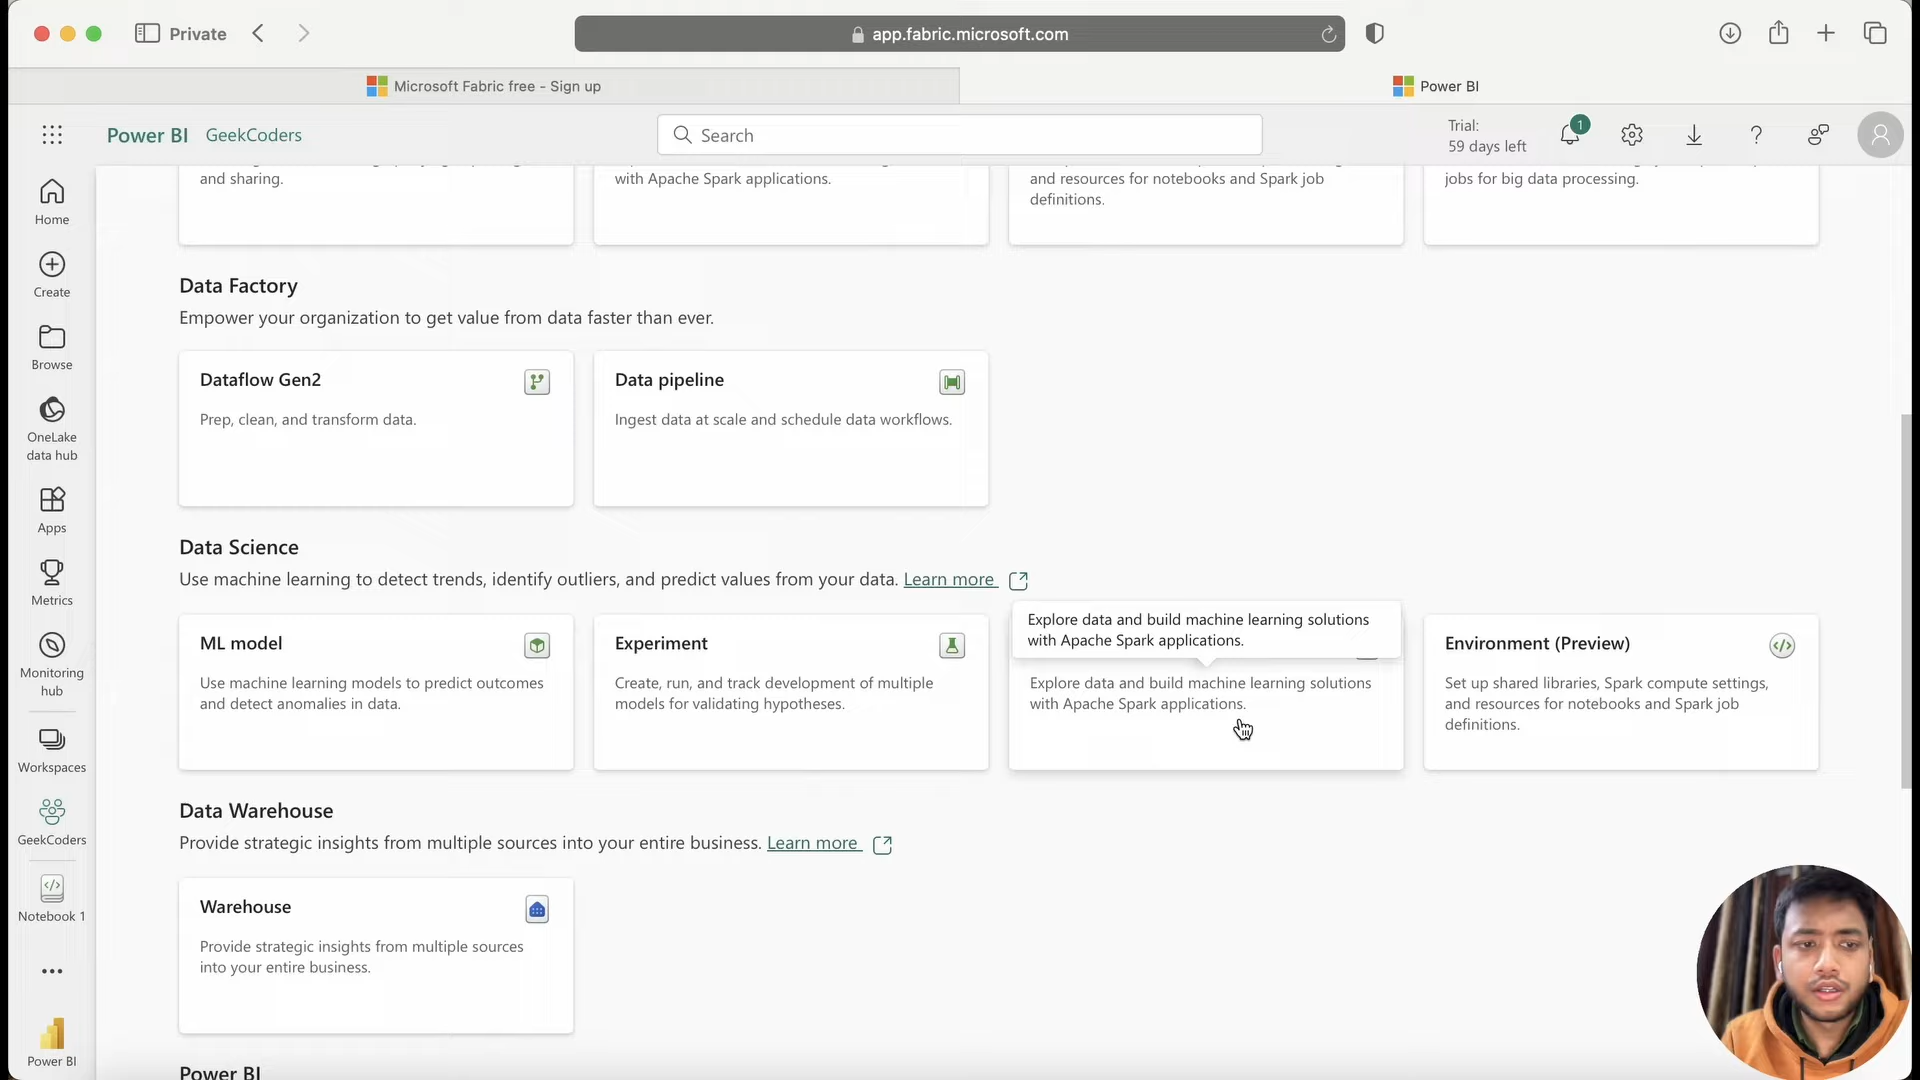 Private
app.fabric.microsoft.com
Microsoft Fabric free - Sign up
Power BI
Power BI
GeekCoders
Search
Trial:
59 days left
1
Home
Create
Browse
OneLake
data hub
Apps
Metrics
Monitoring
hub
Workspaces
GeekCoders
Notebook 1
Power BI
and sharing.
with Apache Spark applications.
and resources for notebooks and Spark job
definitions.
jobs for big data processing.
Data Factory
Empower your organization to get value from data faster than ever.
Dataflow Gen2
Prep, clean, and transform data.
Data pipeline
Ingest data at scale and schedule data workflows.
Data Science
Use machine learning to detect trends, identify outliers, and predict values from your data. Learn more
ML model
Use machine learning models to predict outcomes
and detect anomalies in data.
Experiment
Create, run, and track development of multiple
models for validating hypotheses.
Explore data and build machine learning solutions
with Apache Spark applications.
Explore data and build machine learning solutions
with Apache Spark applications.
Environment (Preview)
Set up shared libraries, Spark compute settings,
and resources for notebooks and Spark job
definitions.
Data Warehouse
Provide strategic insights from multiple sources into your entire business. Learn more
Warehouse
Provide strategic insights from multiple sources
into your entire business.
Power BI